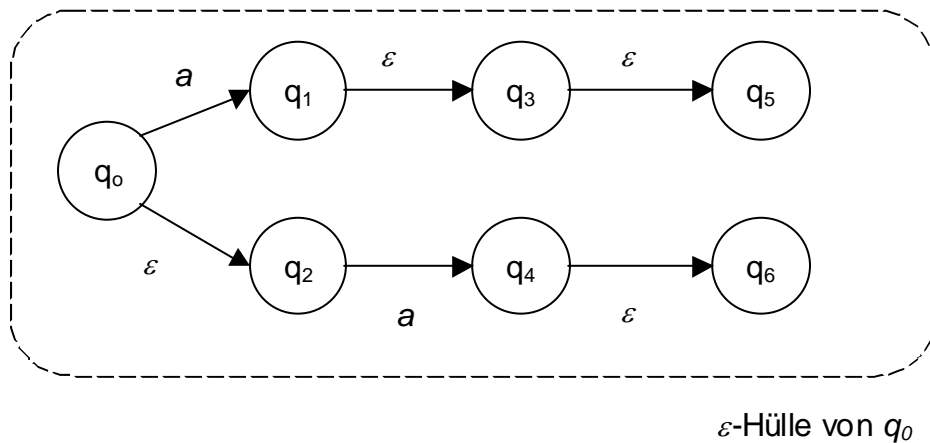 a ε ε
q₁ q₃ q₅
qₒ
ε q₂ q₄ q₆
a ε
ε-Hülle von q₀